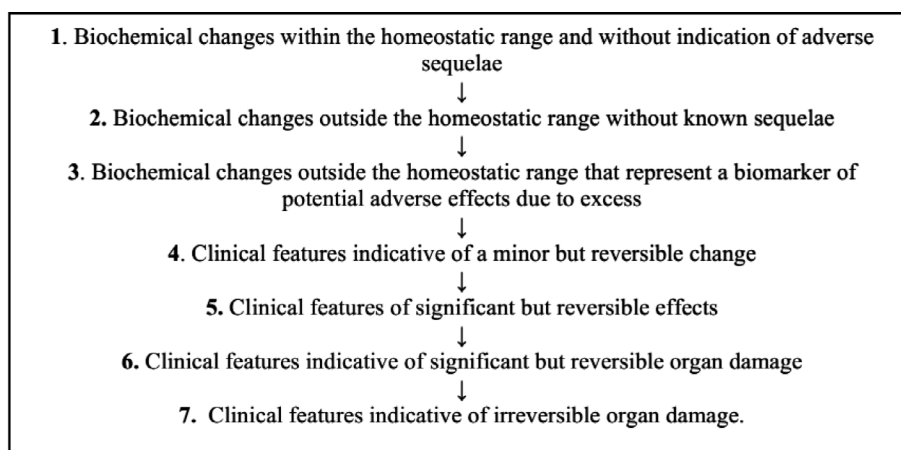 1. Biochemical changes within the homeostatic range and without indication of adverse
sequelae
↓
2. Biochemical changes outside the homeostatic range without known sequelae
↓
3. Biochemical changes outside the homeostatic range that represent a biomarker of
potential adverse effects due to excess
↓
4. Clinical features indicative of a minor but reversible change
↓
5. Clinical features of significant but reversible effects
↓
6. Clinical features indicative of significant but reversible organ damage
↓
7. Clinical features indicative of irreversible organ damage.